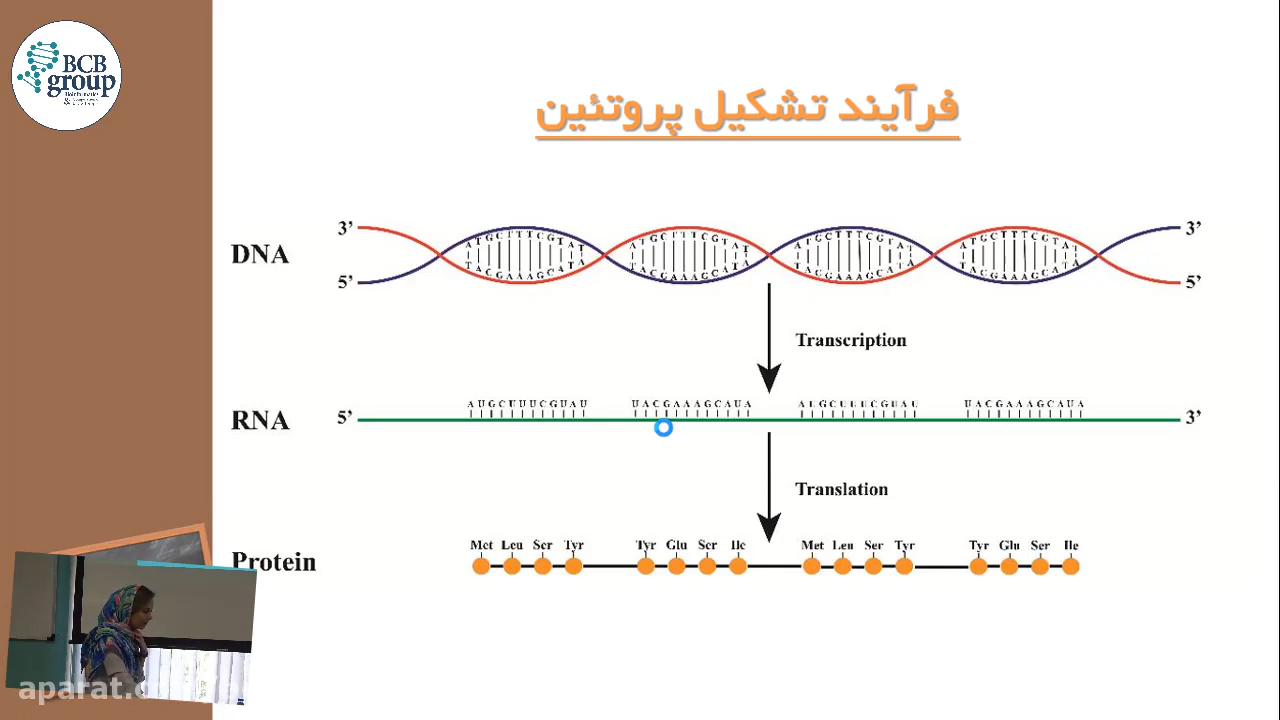 BCB
group
فرآیند تشکیل پروتئین
3’ 3’
DNA
5’ 5’
Transcription
A U G C U U U C G U A U U A C G A A A G C A U A A U G C U U U C G U A U U A C G A A A G C A U A
RNA 5’ 3’
Translation
Met Leu Ser Tyr Tyr Glu Ser Ile Met Leu Ser Tyr Tyr Glu Ser Ile
Protein